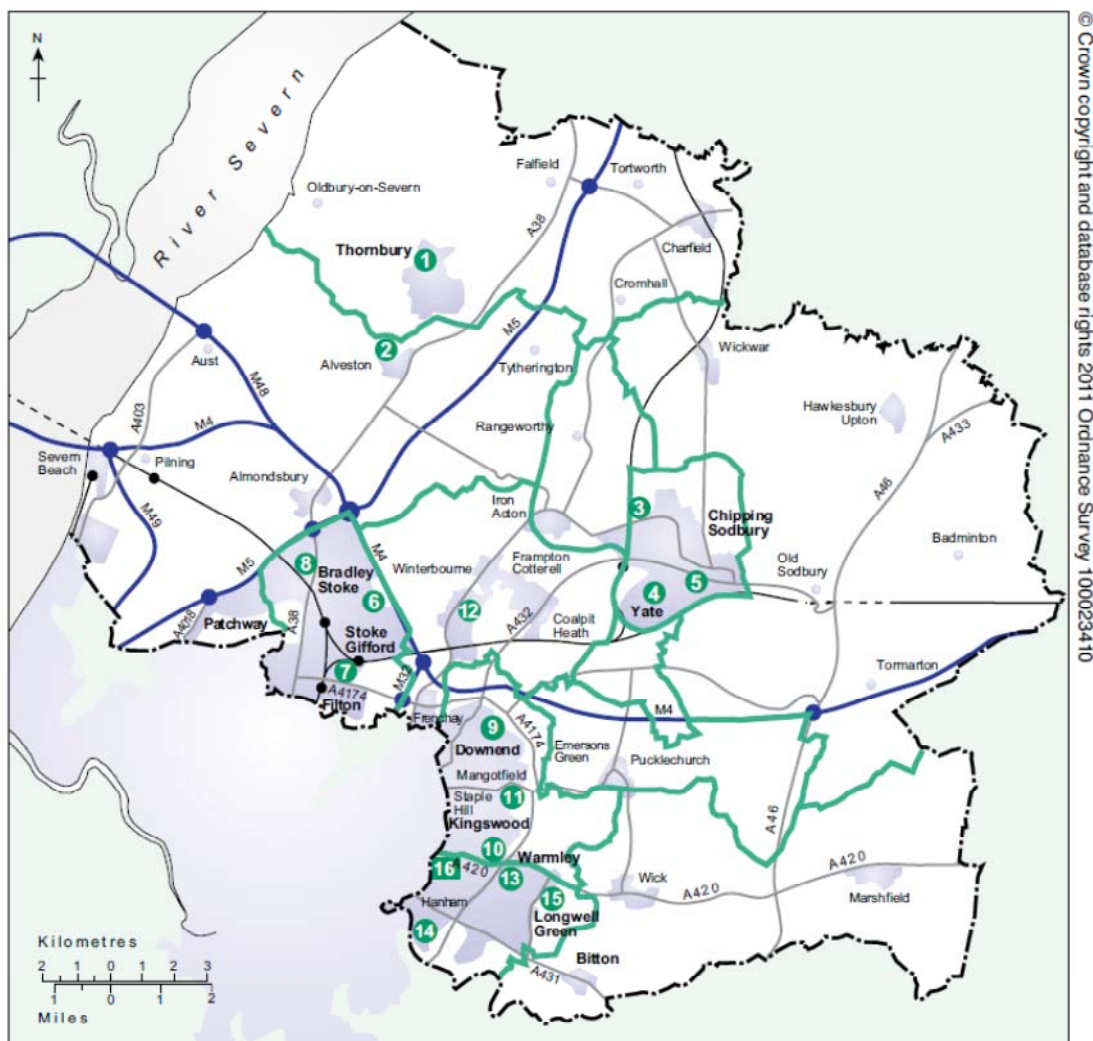 N
River Severn
Oldbury-on-Severn
Falfield
Tortworth
Thornbury
1
A38
Charfield
Cromhall
2
Alveston
M5
Tytherington
Wickwar
Aust
M48
A403
M4
Rangeworthy
Hawkesbury
Upton
A433
A46
Severn
Beach
Pilning
Almondsbury
M49
Iron
Acton
3
Chipping
Sodbury
Badminton
M5
8
Bradley
Stoke
M4
Winterbourne
Frampton
Cotterell
Old
Sodbury
6
12
4
5
Yate
A4018
Patchway
A38
A432
Coalpit
Heath
Stoke
Gifford
7
A4174
Filton
M32
Tormarton
Frenchay
M4
9
A4174
Downend
Emersons
Green
Pucklechurch
Mangotfield
Staple
Hill
11
Kingswood
A46
10
Warmley
16
A420
13
Wick
A420
A420
Marshfield
Hanham
15
Longwell
Green
14
Bitton
A431
Kilometres
2 1 0 1 2 3
1 0 1 2
Miles
© Crown copyright and database rights 2011 Ordnance Survey 100023410